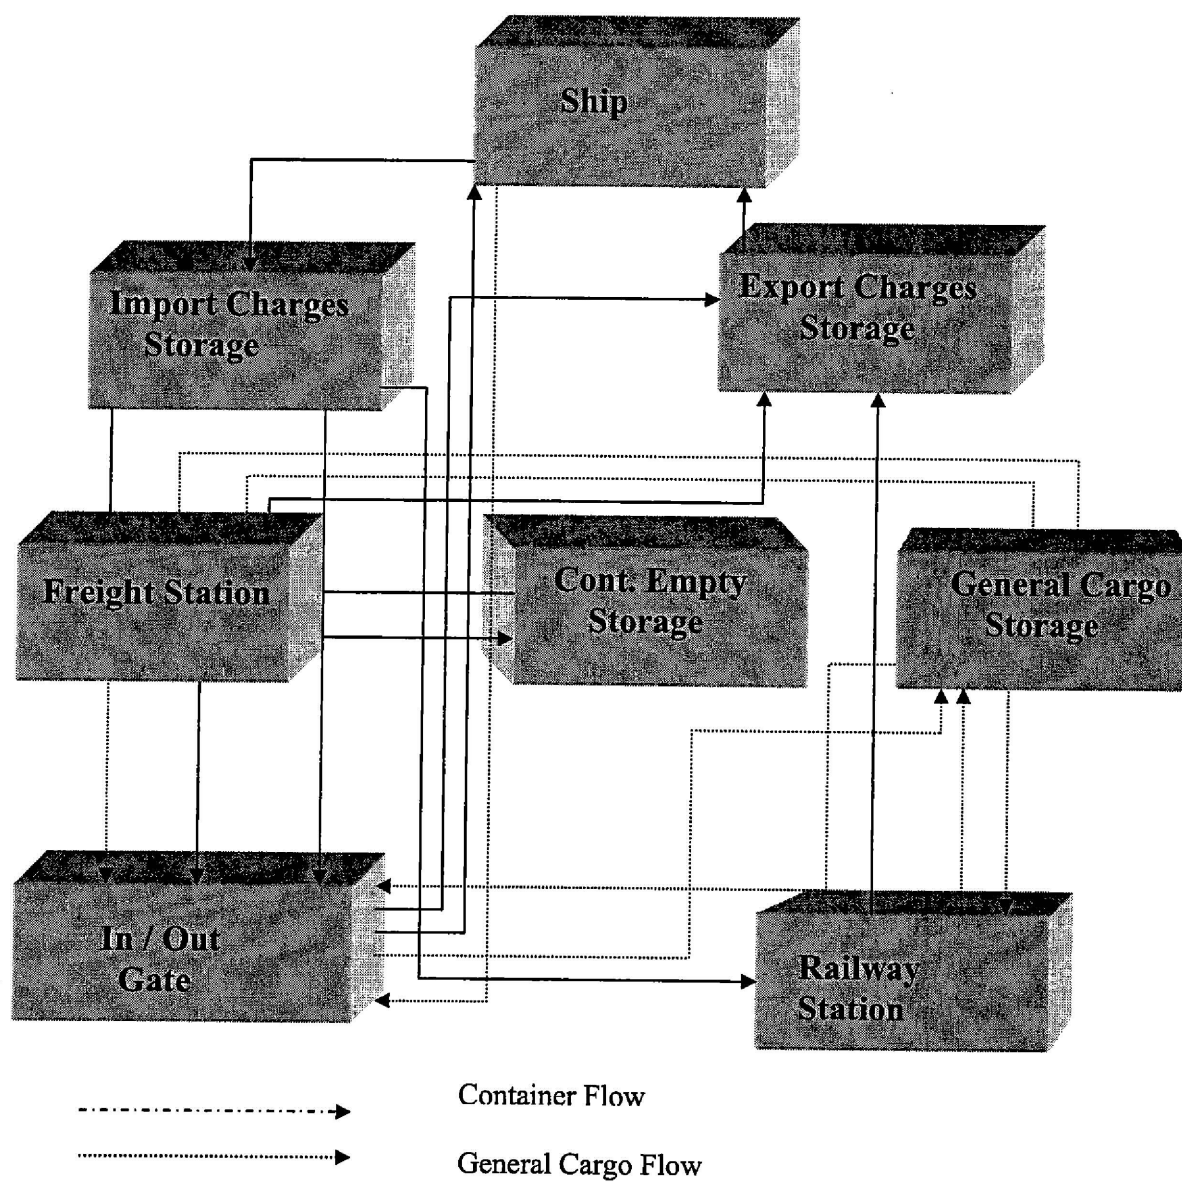 Ship
Import Charges
Storage
Export Charges
Storage
Freight Station
Cont. Empty
Storage
General Cargo
Storage
In / Out
Gate
Railway
Station
Container Flow
General Cargo Flow